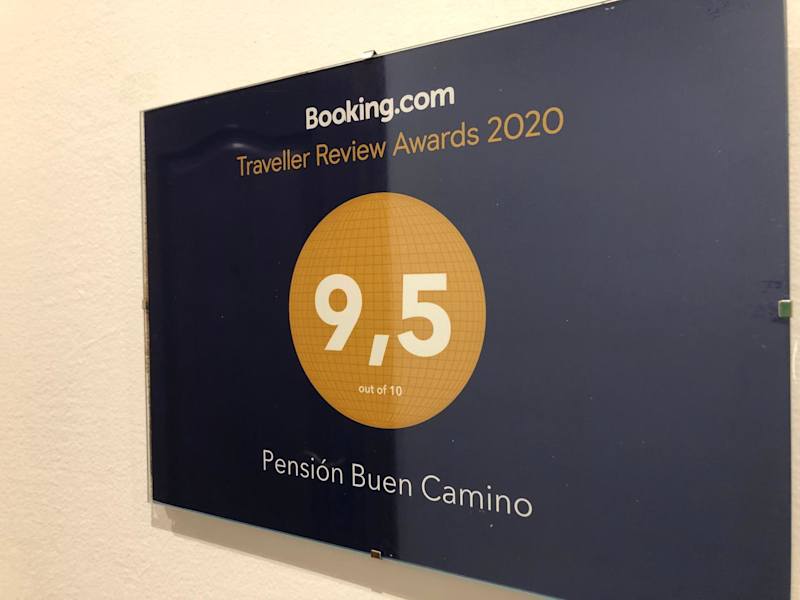 Booking.com
Traveller Review Awards 2020
9,5
out of 10
Pensión Buen Camino